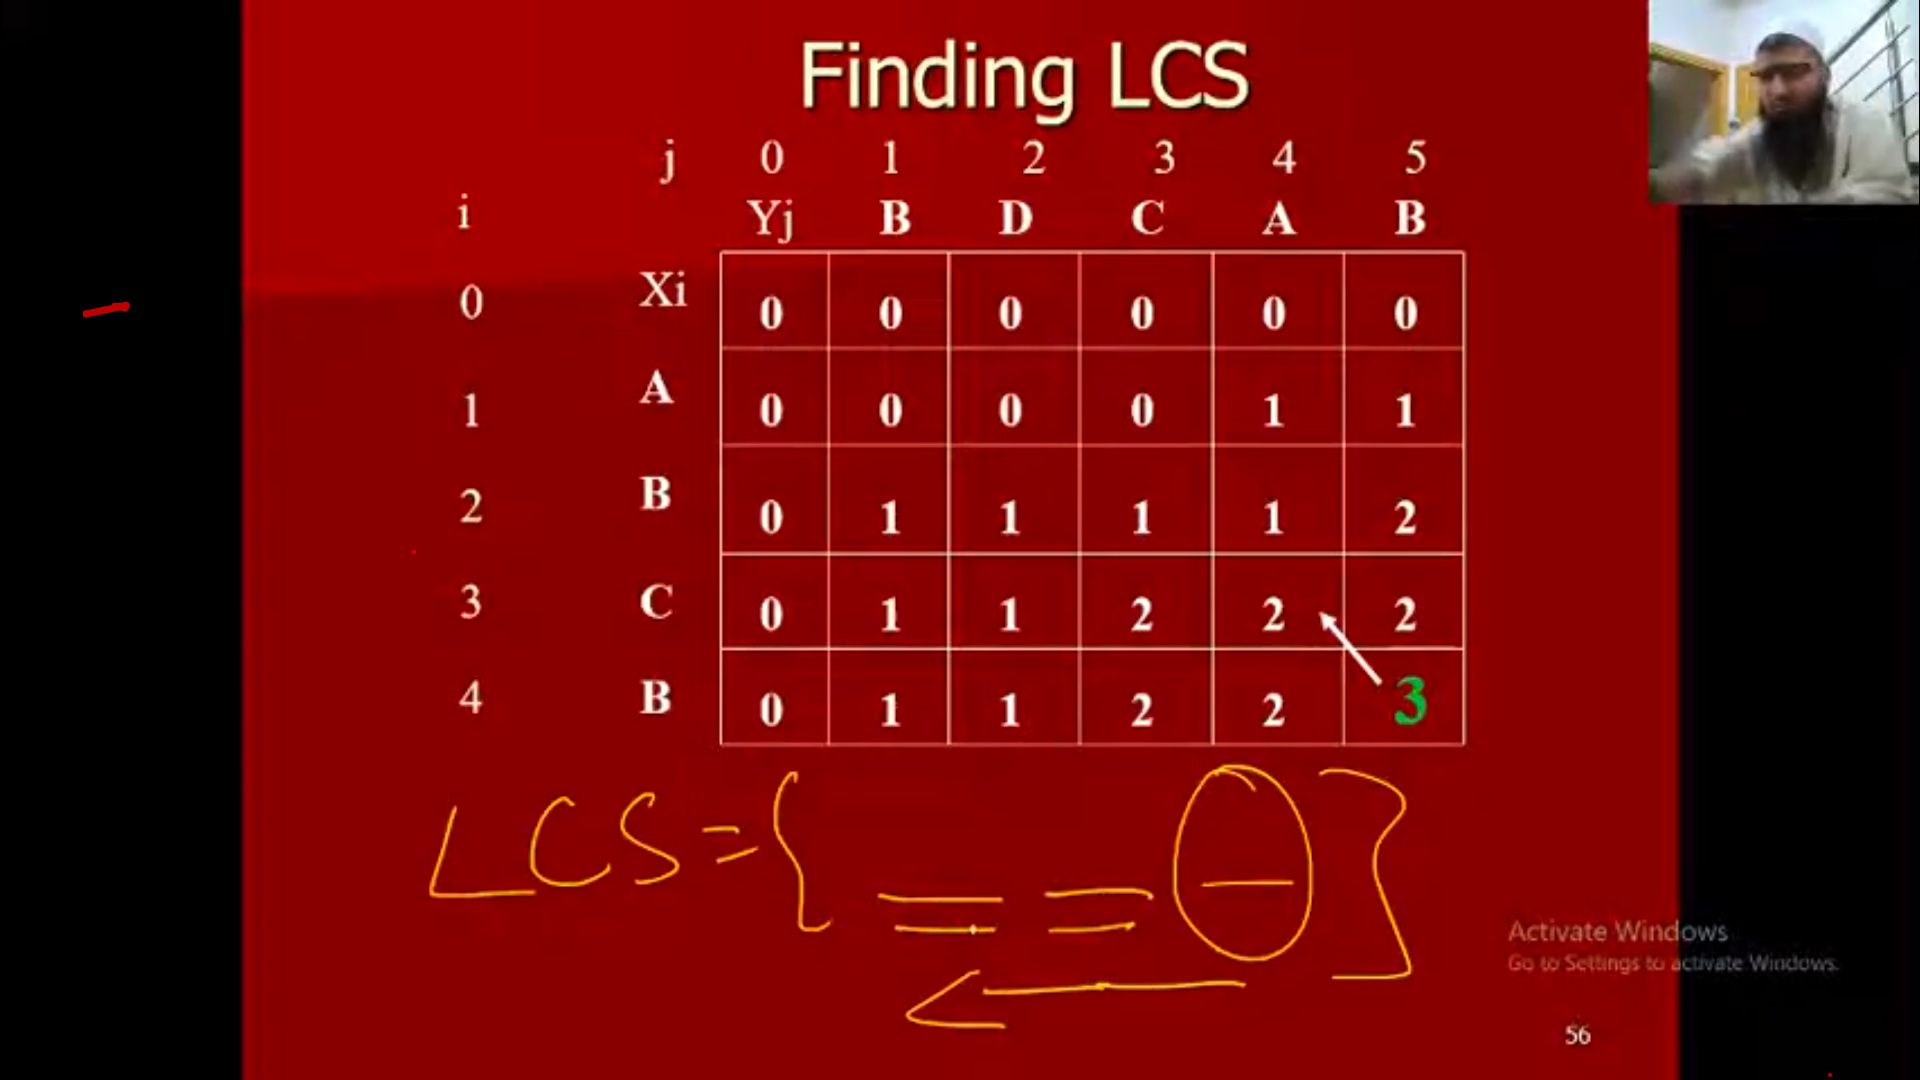 Finding LCS
j 0 1 2 3 4 5
i Yj B D C A B
0 Xi 0 0 0 0 0 0
1 A 0 0 0 0 1 1
2 B 0 1 1 1 1 2
3 C 0 1 1 2 2 2
4 B 0 1 1 2 2 3
LCS={ }
Activate Windows
Go to Settings to activate Windows.
56